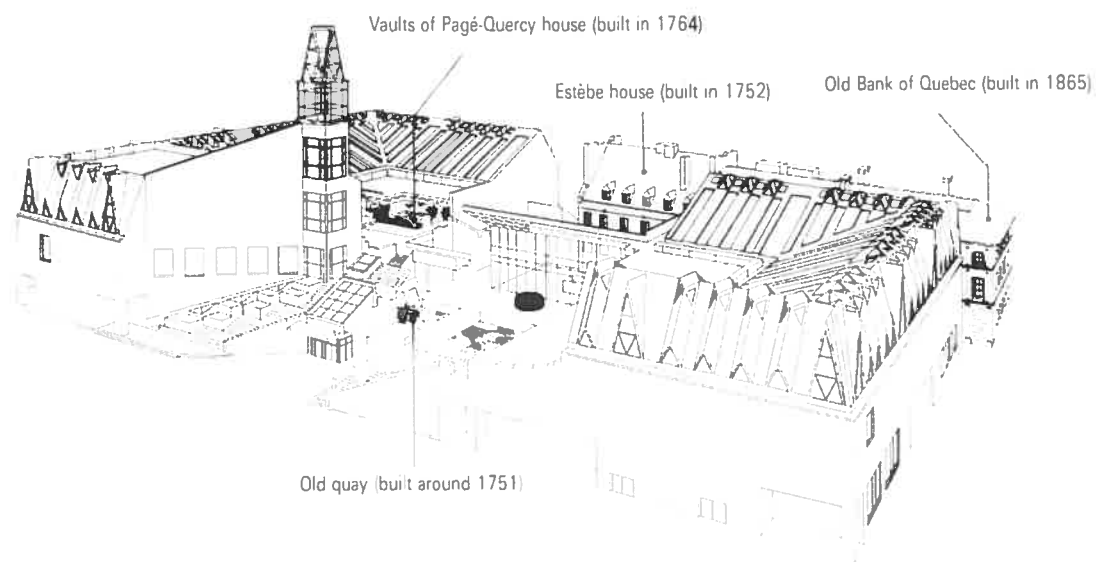 Vaults of Pagé-Quercy house (built in 1764)
Estèbe house (built in 1752)
Old Bank of Quebec (built in 1865)
Old quay (built around 1751)